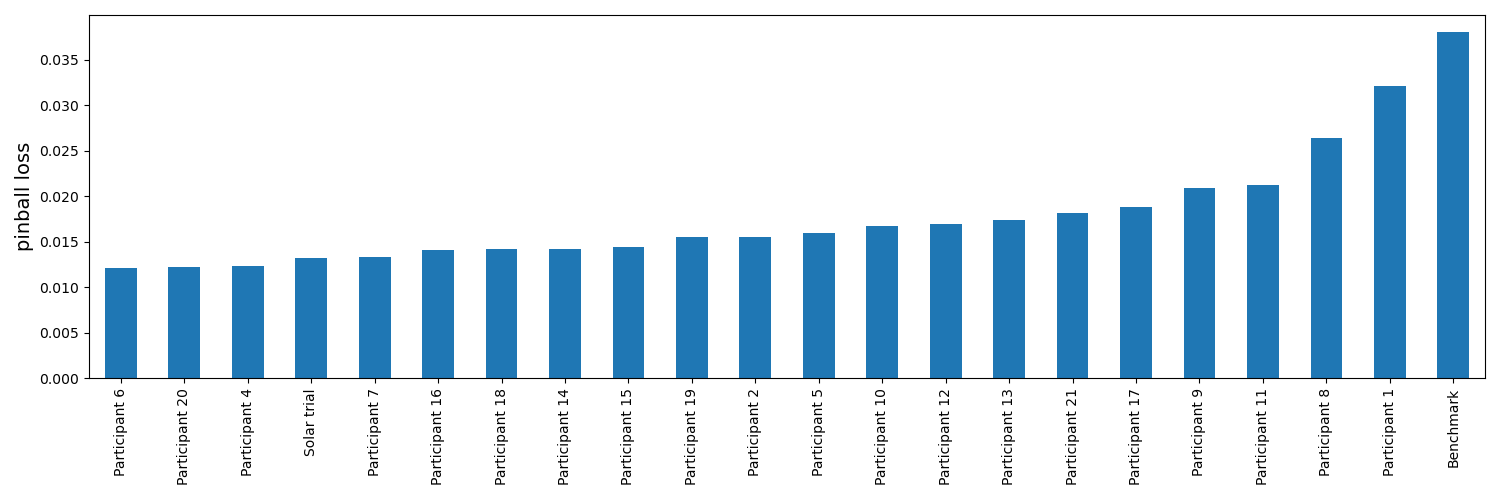 pinball loss
0.035
0.030
0.025
0.020
0.015
0.010
0.005
0.000
Participant 6
Participant 20
Participant 4
Solar trial
Participant 7
Participant 16
Participant 18
Participant 14
Participant 15
Participant 19
Participant 2
Participant 5
Participant 10
Participant 12
Participant 13
Participant 21
Participant 17
Participant 9
Participant 11
Participant 8
Participant 1
Benchmark